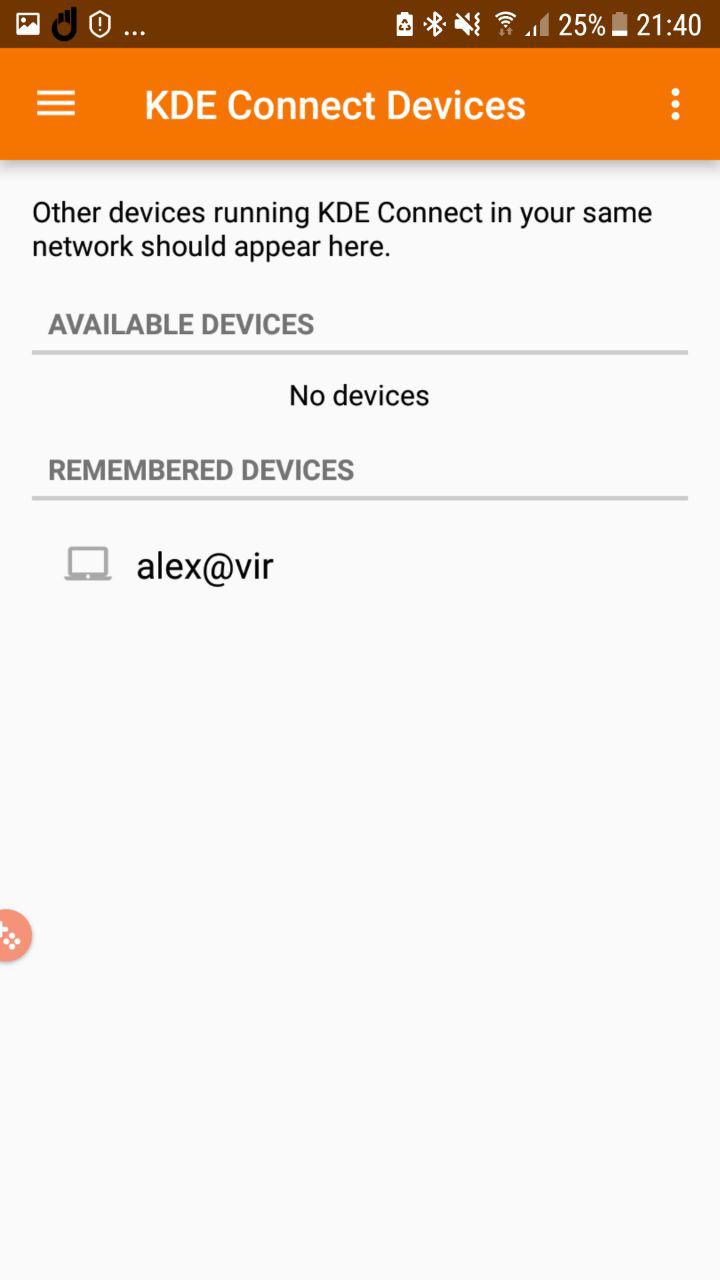 ... 25% 21:40
KDE Connect Devices
Other devices running KDE Connect in your same
network should appear here.
AVAILABLE DEVICES
No devices
REMEMBERED DEVICES
alex@vir